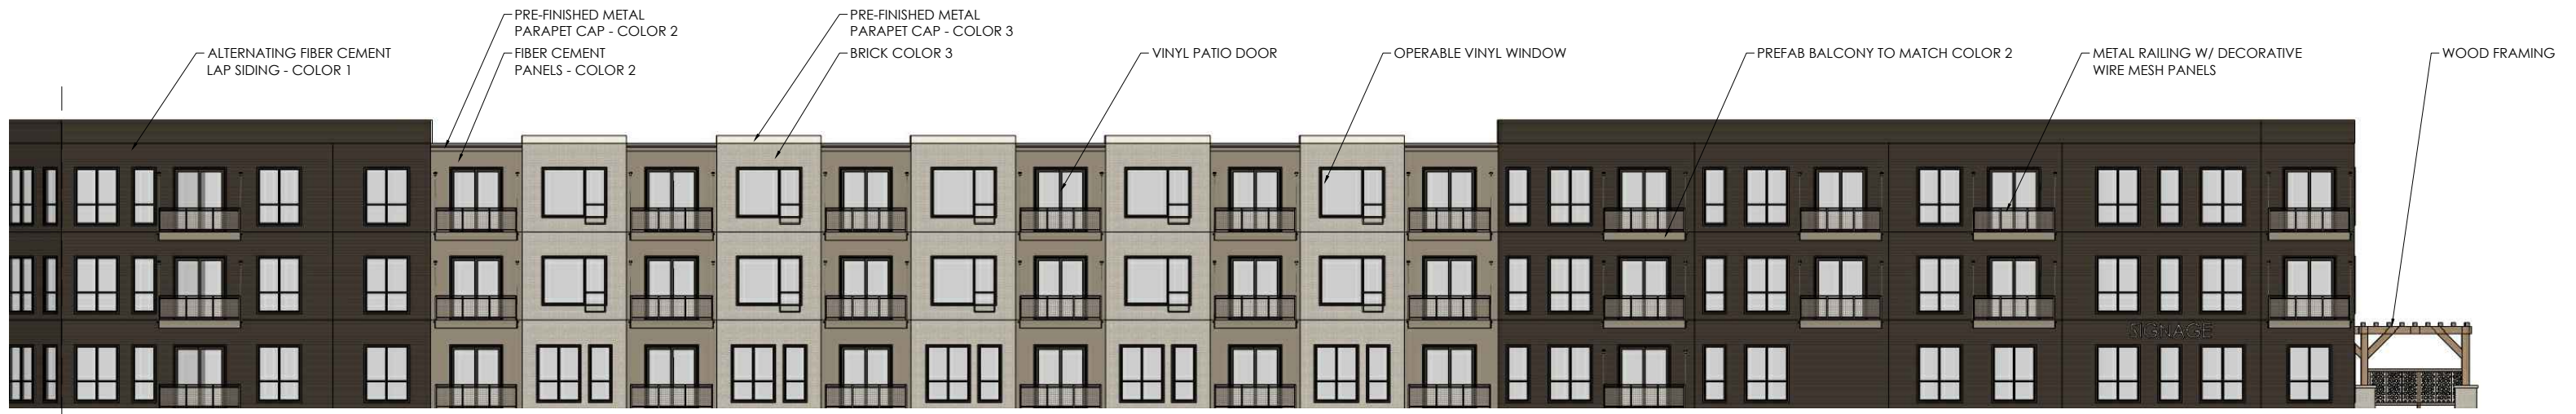 PRE-FINISHED METAL
PARAPET CAP - COLOR 2
PRE-FINISHED METAL
PARAPET CAP - COLOR 3
ALTERNATING FIBER CEMENT
LAP SIDING - COLOR 1
FIBER CEMENT
PANELS - COLOR 2
BRICK COLOR 3
VINYL PATIO DOOR
OPERABLE VINYL WINDOW
PREFAB BALCONY TO MATCH COLOR 2
METAL RAILING W/ DECORATIVE
WIRE MESH PANELS
WOOD FRAMING
SIGNAGE